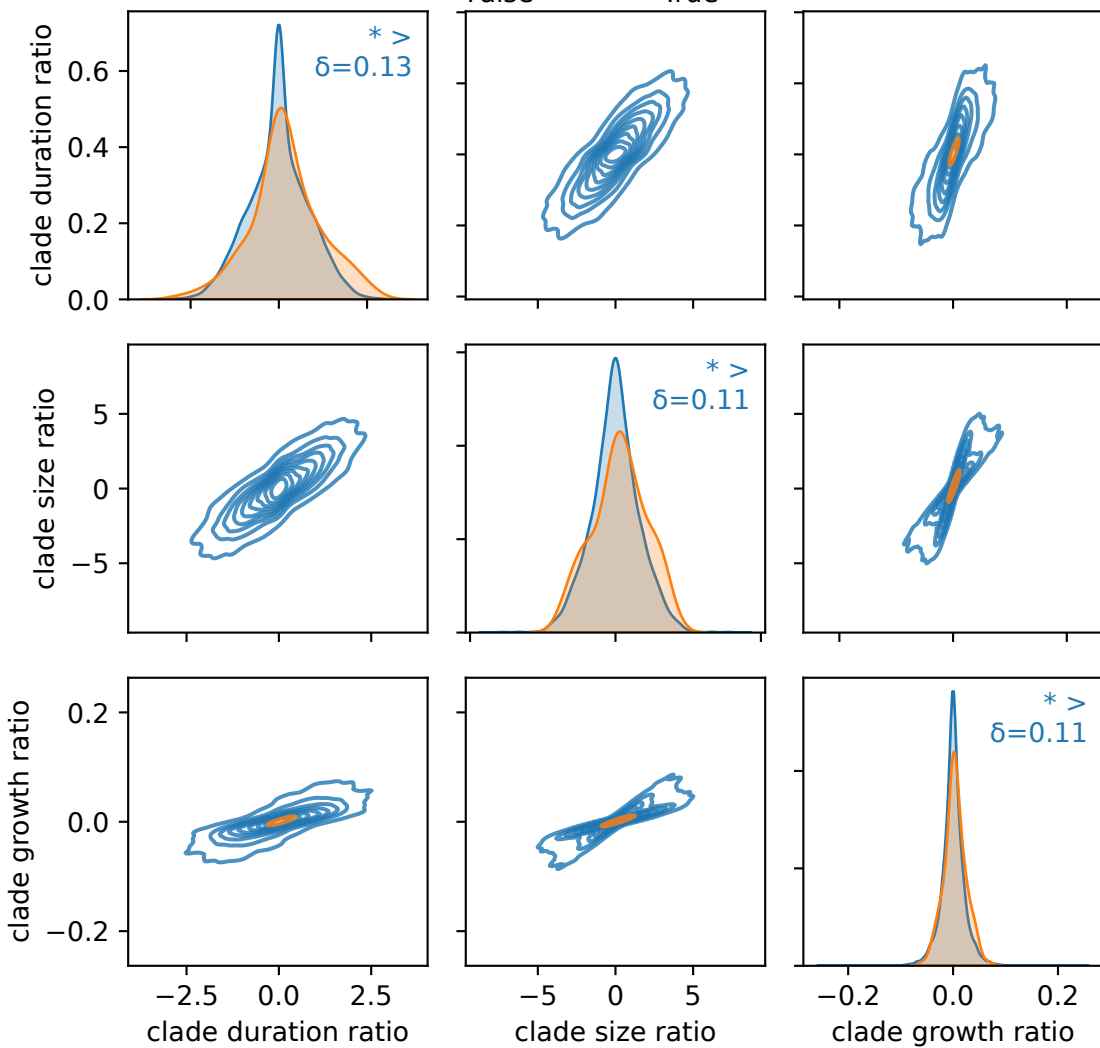 False True
clade duration ratio
0.6
0.4
0.2
0.0
* >
δ=0.13
clade size ratio
5
0
−5
* >
δ=0.11
clade growth ratio
0.2
0.0
−0.2
* >
δ=0.11
−2.5 0.0 2.5
−5 0 5
−0.2 0.0 0.2
clade duration ratio
clade size ratio
clade growth ratio